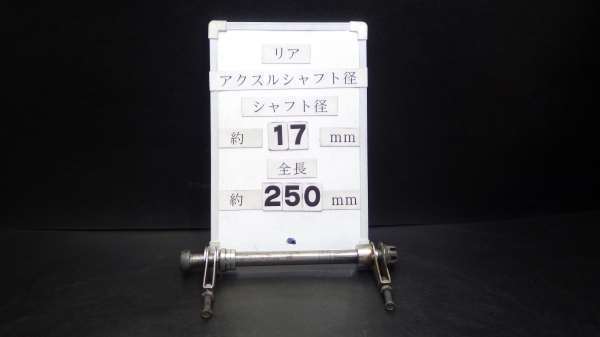 リア
アクスルシャフト径
シャフト径
約 17 mm
全長
約 250 mm